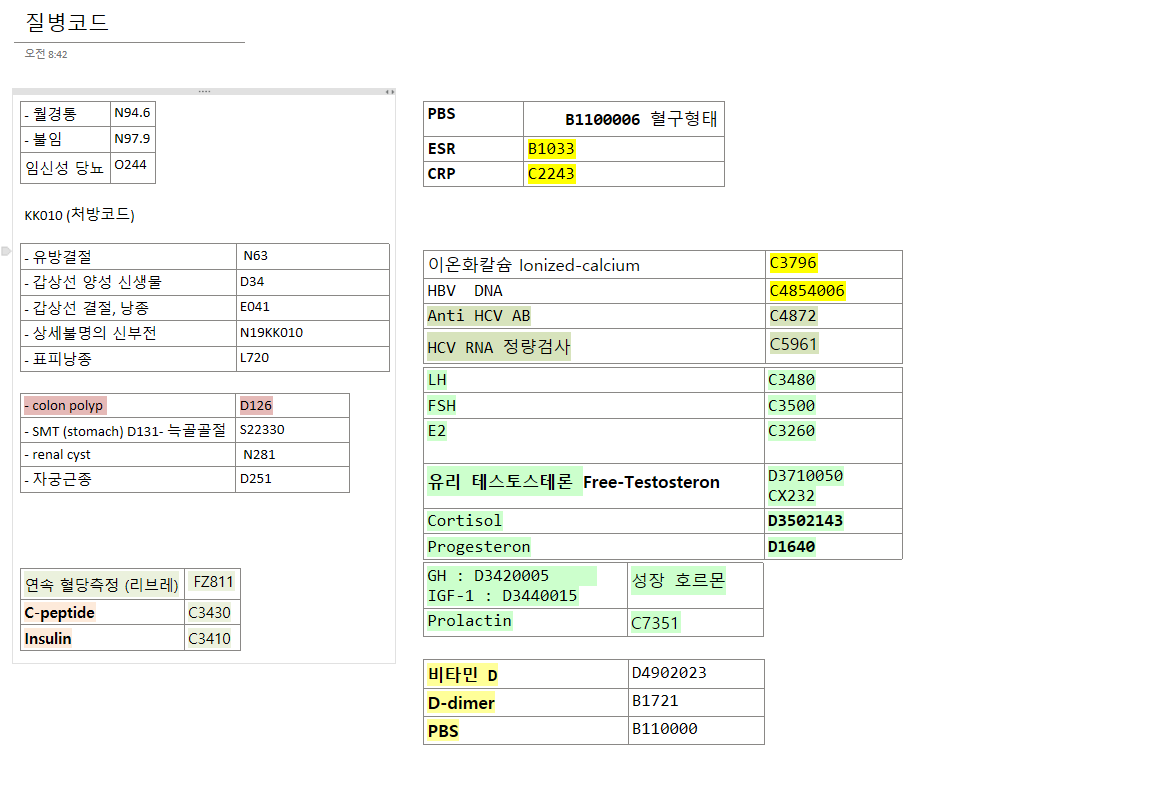 질병코드
오전 8:42
- 월경통 N94.6
- 불임 N97.9
임신성 당뇨 O244
KK010 (처방코드)
- 유방결절 N63
- 갑상선 양성 신생물 D34
- 갑상선 결절, 낭종 E041
- 상세불명의 신부전 N19KK010
- 표피낭종 L720
- colon polyp D126
- SMT (stomach) D131- 늑골골절 S22330
- renal cyst N281
- 자궁근종 D251
연속 혈당측정 (리브레) FZ811
C-peptide C3430
Insulin C3410
PBS B1100006 혈구형태
ESR B1033
CRP C2243
이온화칼슘 Ionized-calcium C3796
HBV DNA C4854006
Anti HCV AB C4872
HCV RNA 정량검사 C5961
LH C3480
FSH C3500
E2 C3260
유리 테스토스테론 Free-Testosteron D3710050
CX232
Cortisol D3502143
Progesteron D1640
GH : D3420005 성장 호르몬
IGF-1 : D3440015
Prolactin C7351
비타민 D D4902023
D-dimer B1721
PBS B110000